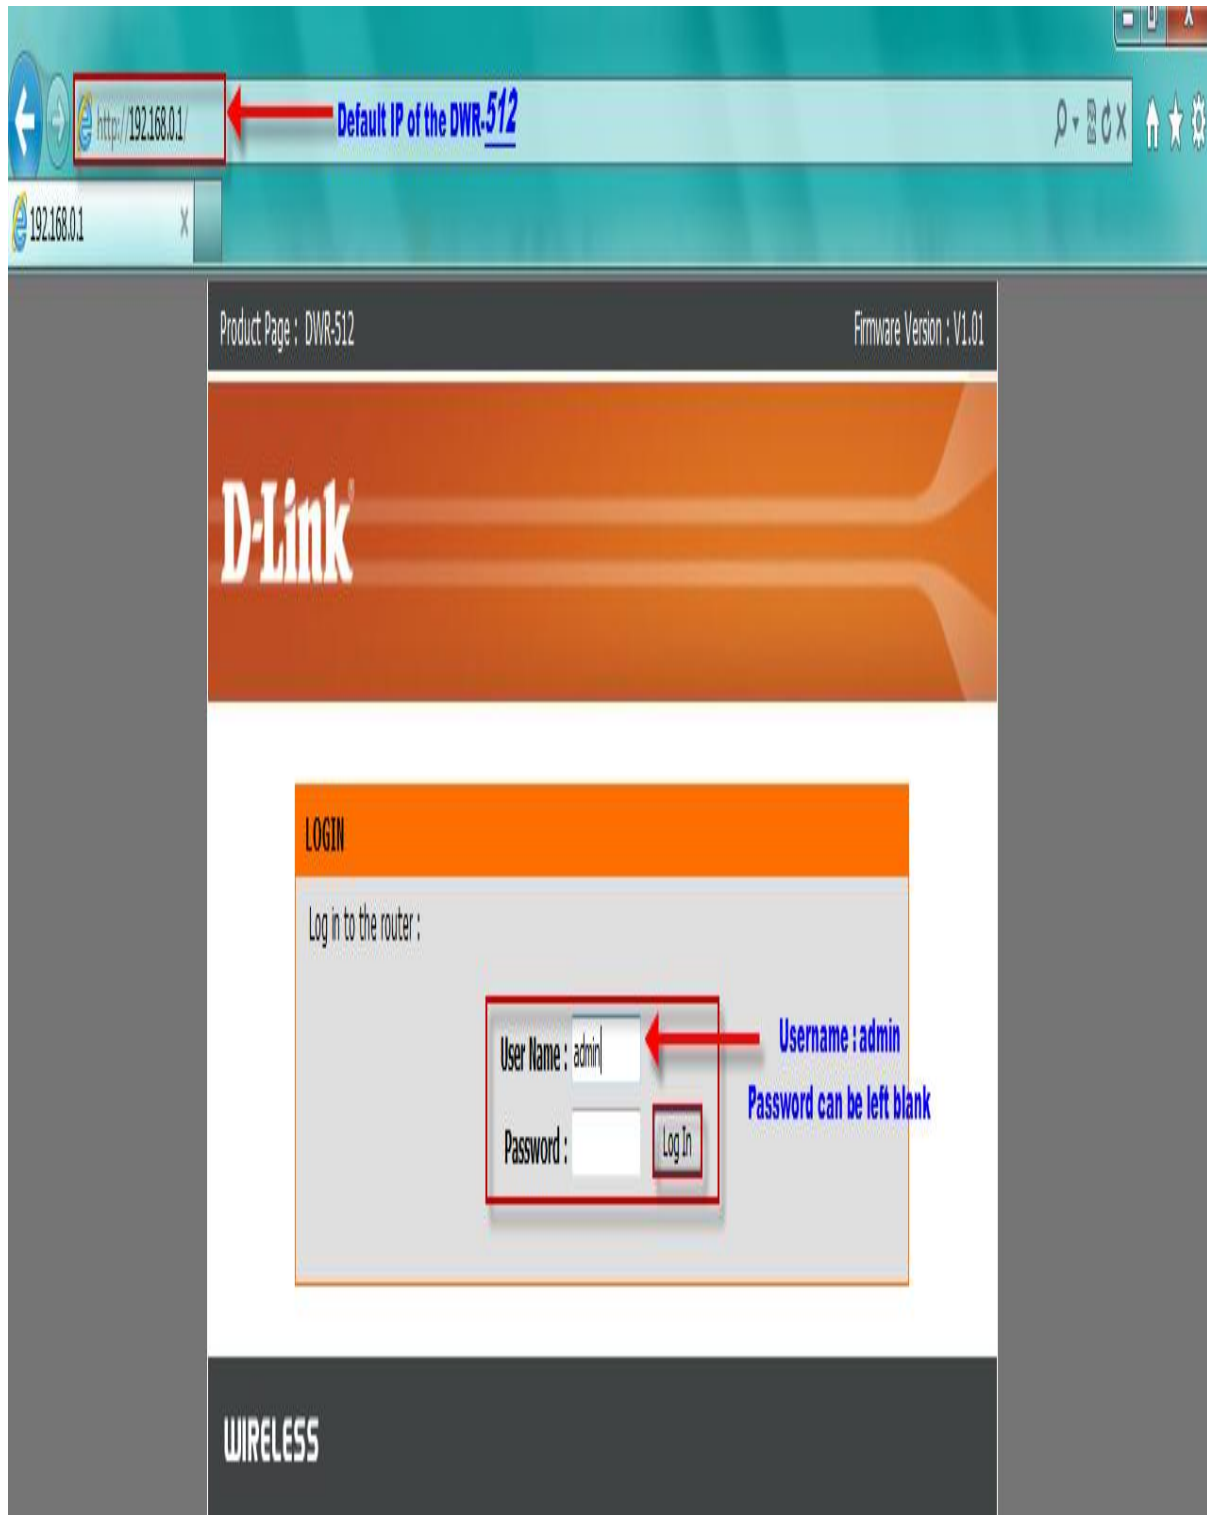 http://192.168.0.1/
Default IP of the DWR-512
192.168.0.1
Product Page : DWR-512
Firmware Version : V1.01
D-Link
LOGIN
Log in to the router :
User Name : admin
Username : admin
Password can be left blank
Password :
Log In
WIRELESS